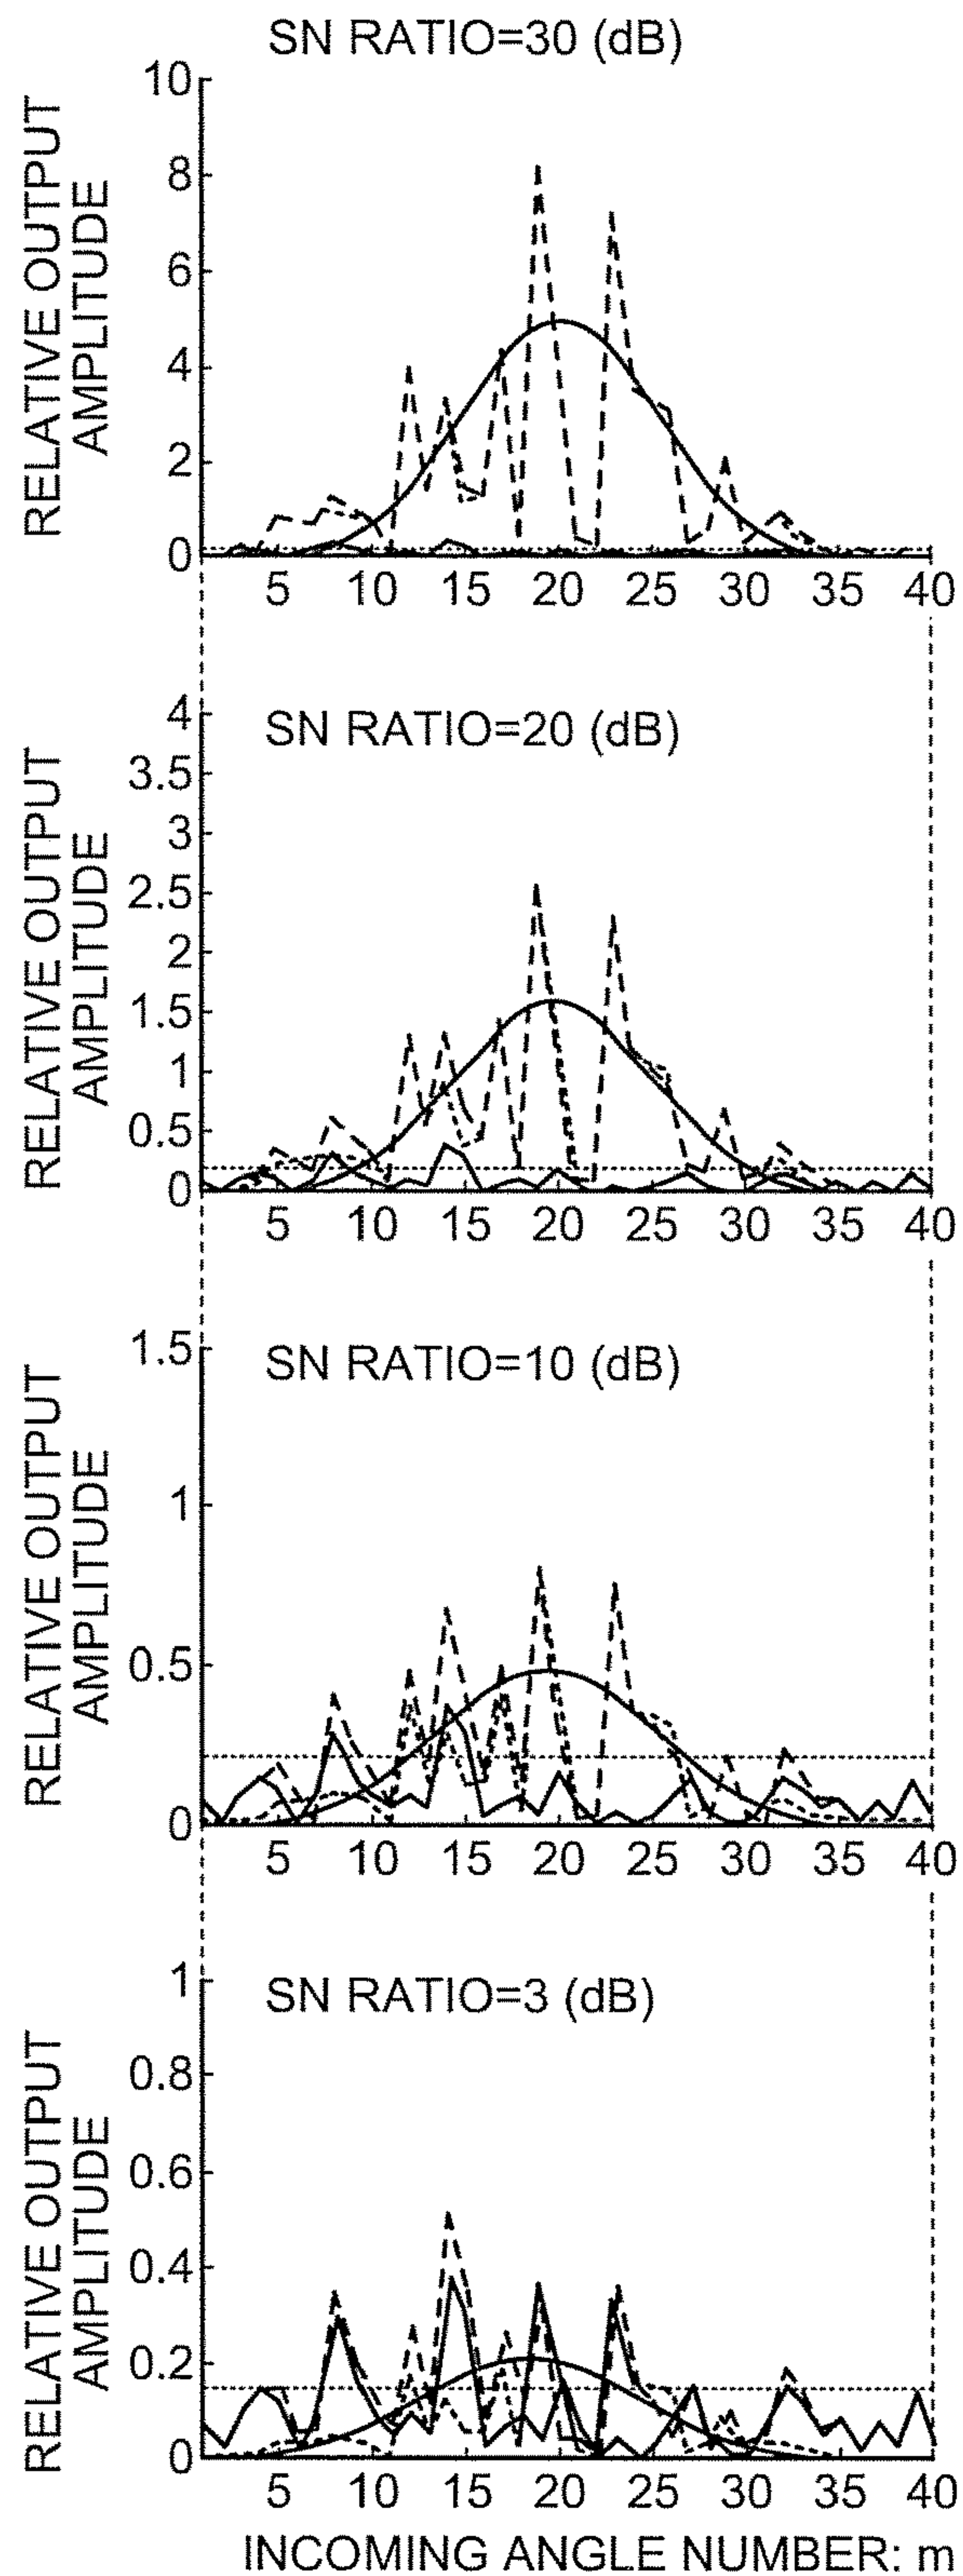 SN RATIO=30 (dB)
RELATIVE OUTPUT
AMPLITUDE
10
8
6
4
2
0
5 10 15 20 25 30 35 40
SN RATIO=20 (dB)
RELATIVE OUTPUT
AMPLITUDE
4
3.5
3
2.5
2
1.5
1
0.5
0
5 10 15 20 25 30 35 40
SN RATIO=10 (dB)
RELATIVE OUTPUT
AMPLITUDE
1.5
1
0.5
0
5 10 15 20 25 30 35 40
SN RATIO=3 (dB)
RELATIVE OUTPUT
AMPLITUDE
1
0.8
0.6
0.4
0.2
0
5 10 15 20 25 30 35 40
INCOMING ANGLE NUMBER: m